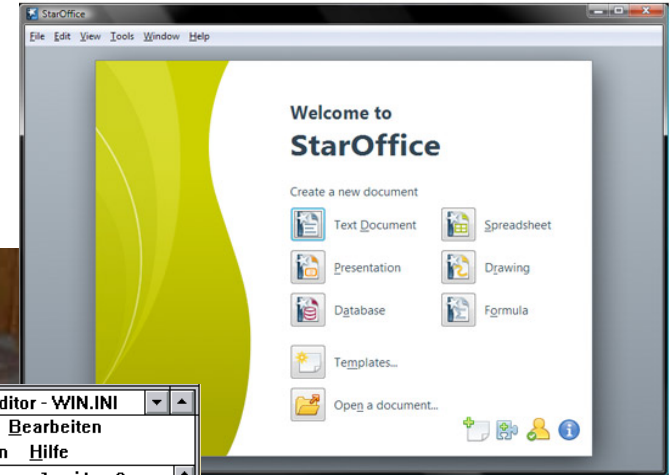 StarOffice
File Edit View Tools Window Help
Welcome to
StarOffice
Create a new document
Text Document Spreadsheet
Presentation Drawing
Database Formula
Templates...
Open a document...
ditor - WIN.INI
Bearbeiten
n Hilfe